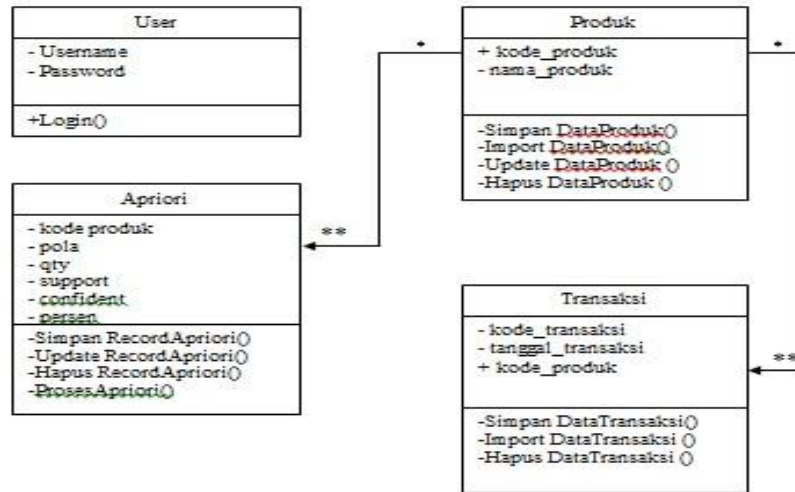 User
- Username
- Password
+Login()
Produk
+ kode_produk
- nama_produk
-Simpan DataProduk()
-Import DataProduk()
-Update DataProduk ()
-Hapus DataProduk ()
*
*
Apriori
- kode produk
- pola
- qty
- support
- confident
- persen
-Simpan RecordApriori()
-Update RecordApriori()
-Hapus RecordApriori()
-ProsesApriori()
**
Transaksi
- kode_transaksi
- tanggal_transaksi
+ kode_produk
-Simpan DataTransaksi()
-Import DataTransaksi ()
-Hapus DataTransaksi ()
**